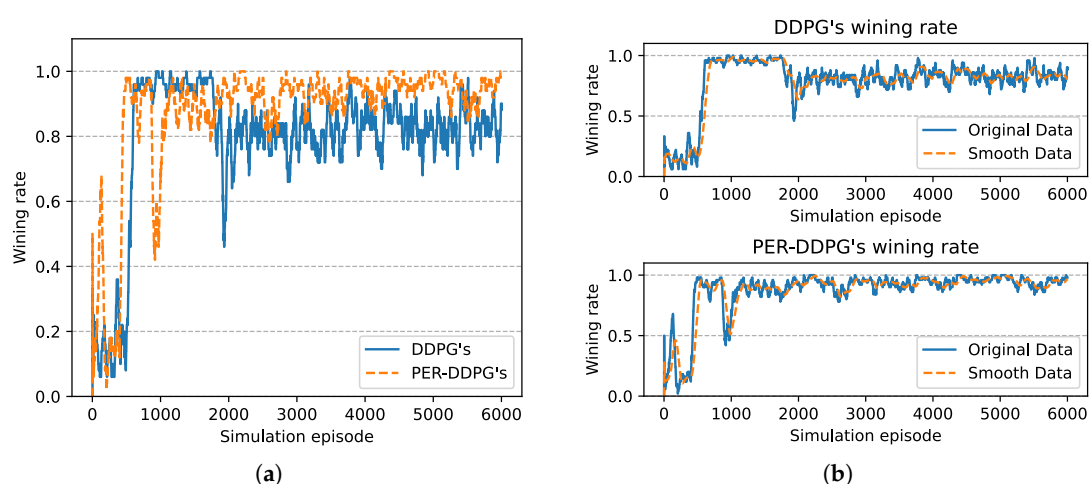 Wining rate
1.0
0.8
0.6
0.4
0.2
0.0
DDPG's
PER-DDPG's
0 1000 2000 3000 4000 5000 6000
Simulation episode
(a)
DDPG's wining rate
Wining rate
1.0
0.5
0.0
Original Data
Smooth Data
0 1000 2000 3000 4000 5000 6000
Simulation episode
PER-DDPG's wining rate
Wining rate
1.0
0.5
0.0
Original Data
Smooth Data
0 1000 2000 3000 4000 5000 6000
Simulation episode
(b)